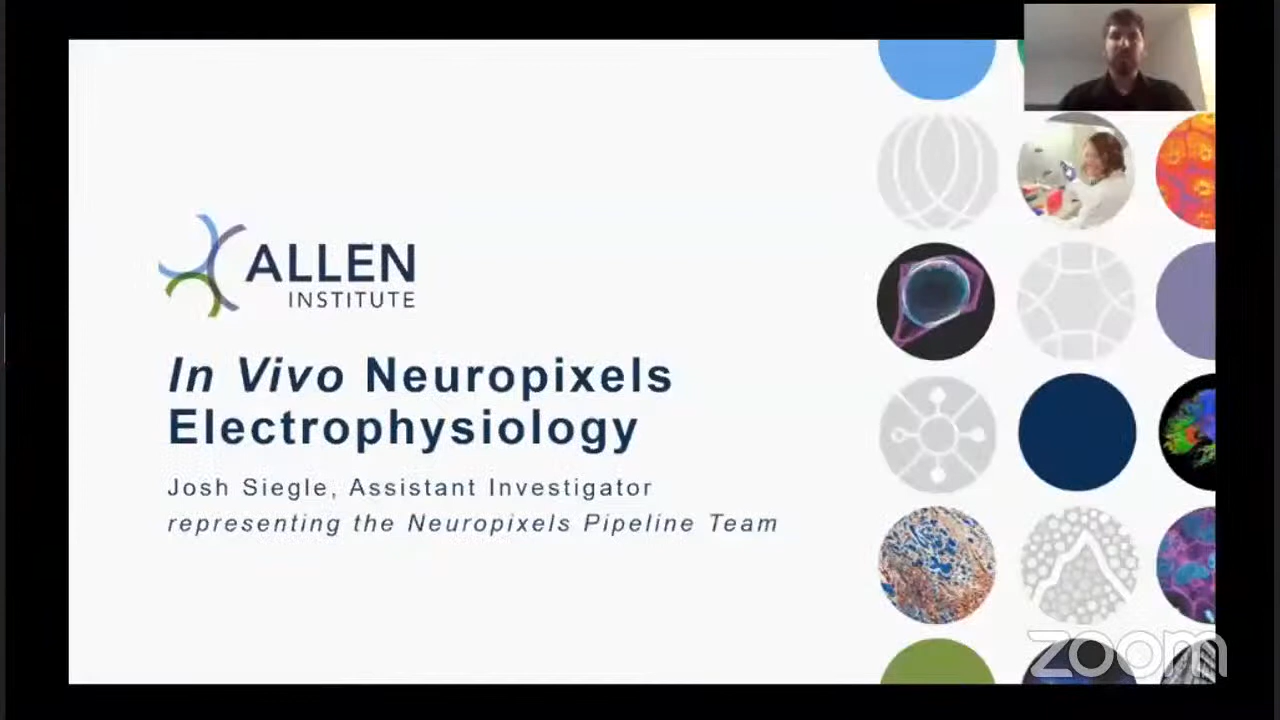 ALLEN
INSTITUTE
In Vivo Neuropixels
Electrophysiology
Josh Siegle, Assistant Investigator
representing the Neuropixels Pipeline Team
zoom